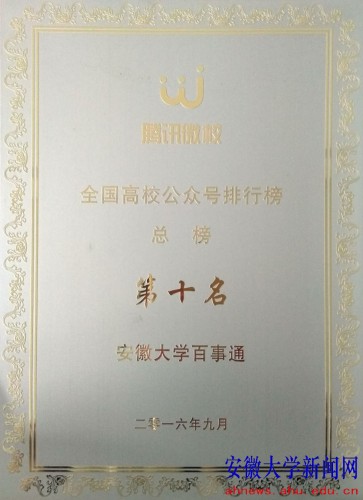 腾讯微校
全国高校公众号排行榜
总 榜
第十名
安徽大学百事通
二零一六年九月
安徽大学新闻网
ahnews.ahu.edu.cn